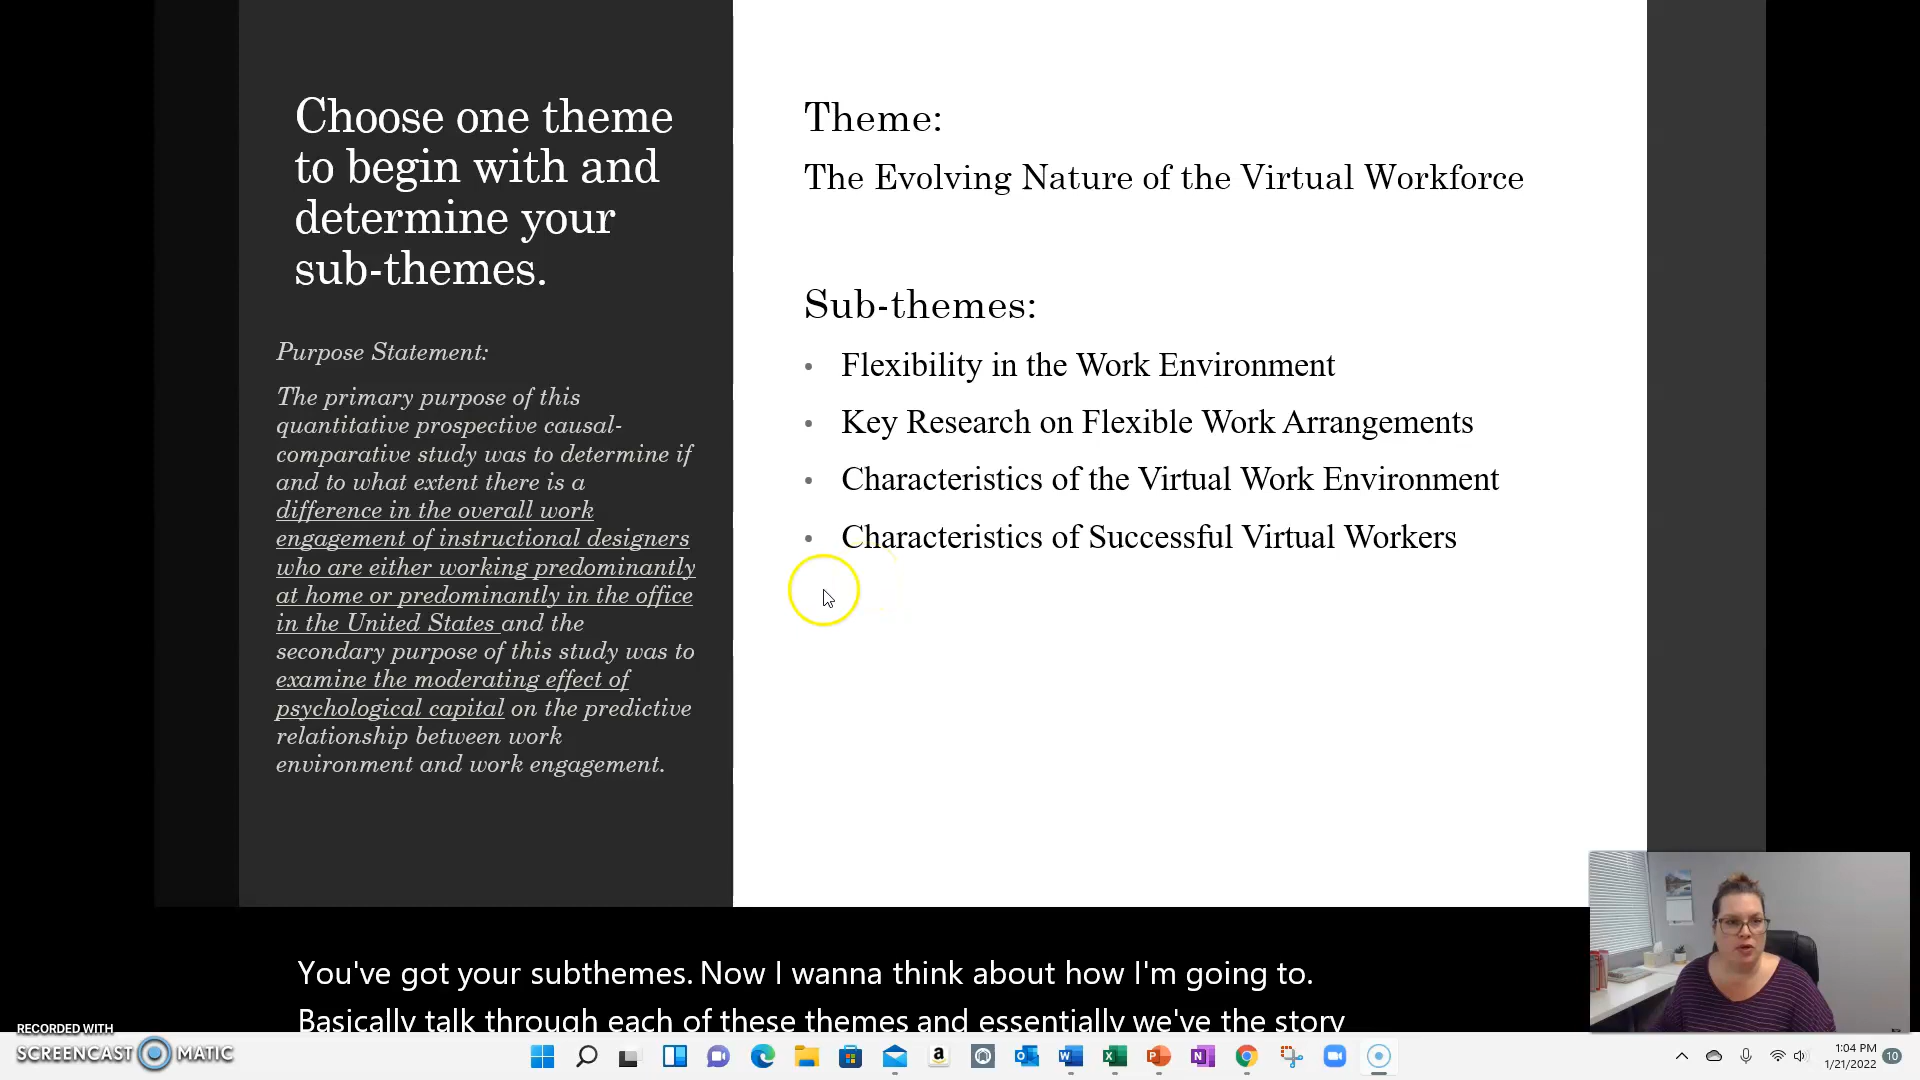 Choose one theme
to begin with and
determine your
sub-themes.
Purpose Statement:
The primary purpose of this
quantitative prospective causal-
comparative study was to determine if
and to what extent there is a
difference in the overall work
engagement of instructional designers
who are either working predominantly
at home or predominantly in the office
in the United States and the
secondary purpose of this study was to
examine the moderating effect of
psychological capital on the predictive
relationship between work
environment and work engagement.
Theme:
The Evolving Nature of the Virtual Workforce
Sub-themes:
• Flexibility in the Work Environment
• Key Research on Flexible Work Arrangements
• Characteristics of the Virtual Work Environment
• Characteristics of Successful Virtual Workers
You've got your subthemes. Now I wanna think about how I'm going to.
Basically talk through each of these themes and essentially we've the story
RECORDED WITH
SCREENCAST MATIC
1:04 PM
1/21/2022
10